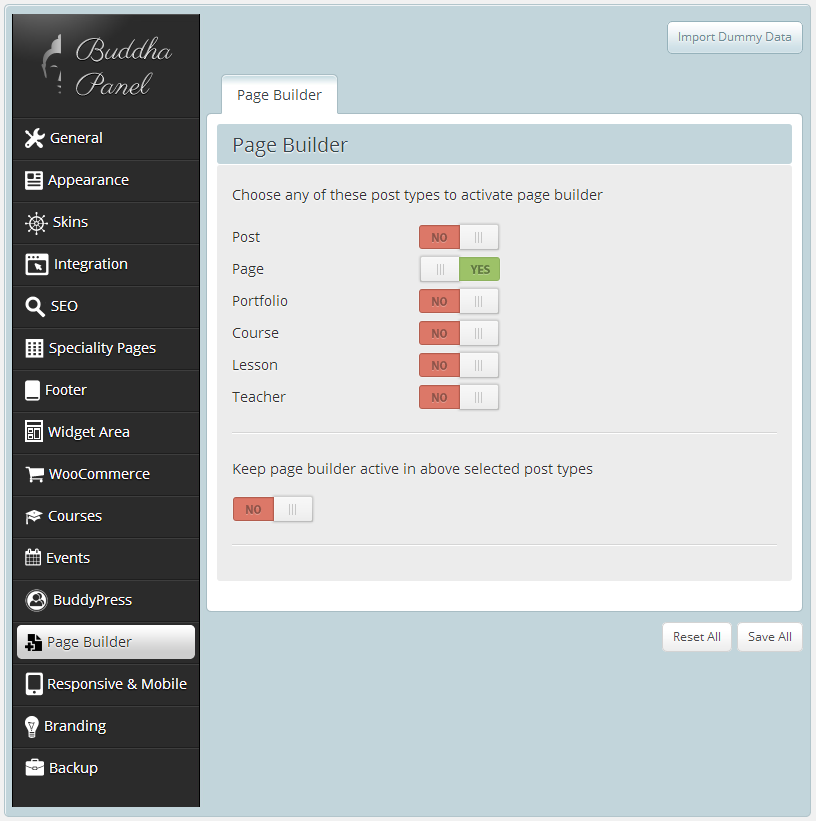 Buddha
Panel
General
Appearance
Skins
Integration
SEO
Speciality Pages
Footer
Widget Area
WooCommerce
Courses
Events
BuddyPress
Page Builder
Responsive & Mobile
Branding
Backup
Import Dummy Data
Page Builder
Page Builder
Choose any of these post types to activate page builder
Post NO
Page YES
Portfolio NO
Course NO
Lesson NO
Teacher NO
Keep page builder active in above selected post types
NO
Reset All Save All